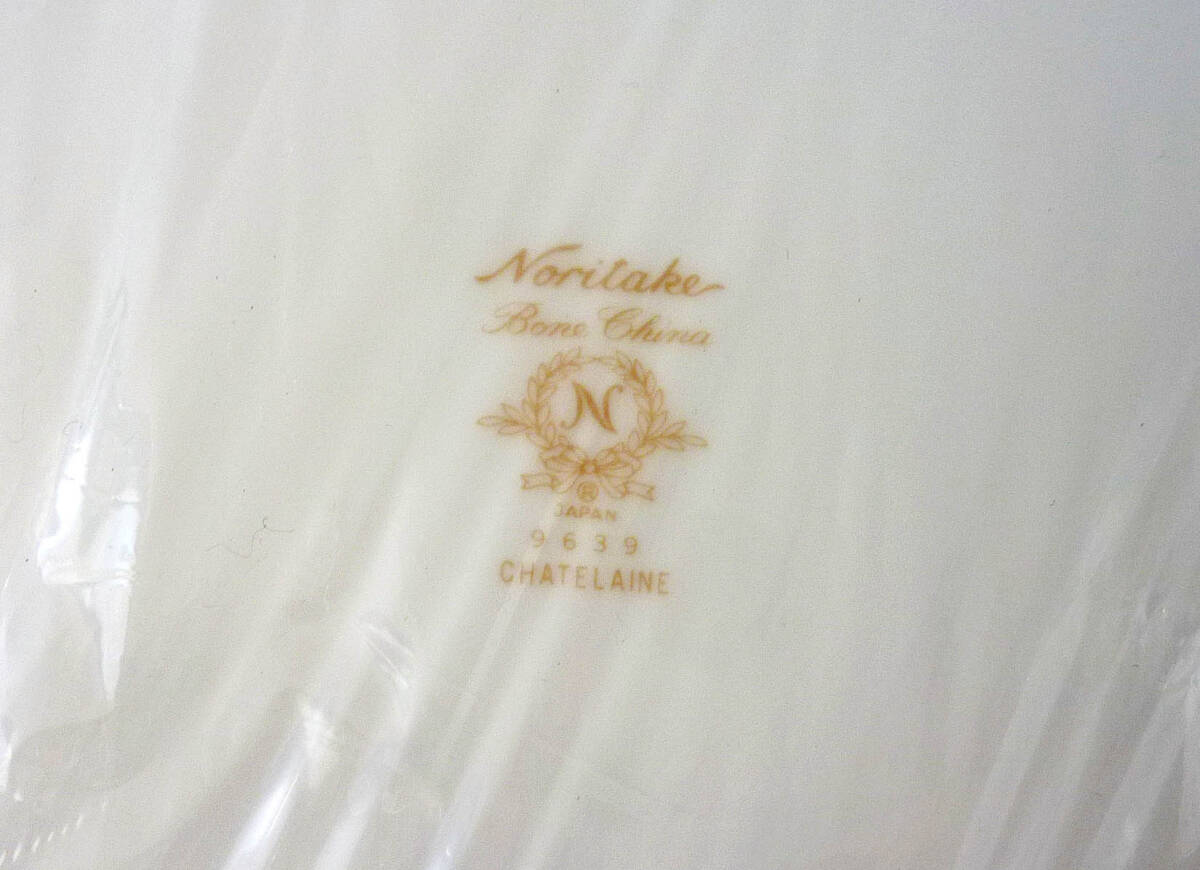 Noritake
Bone China
N
®
JAPAN
9639
CHATELAINE